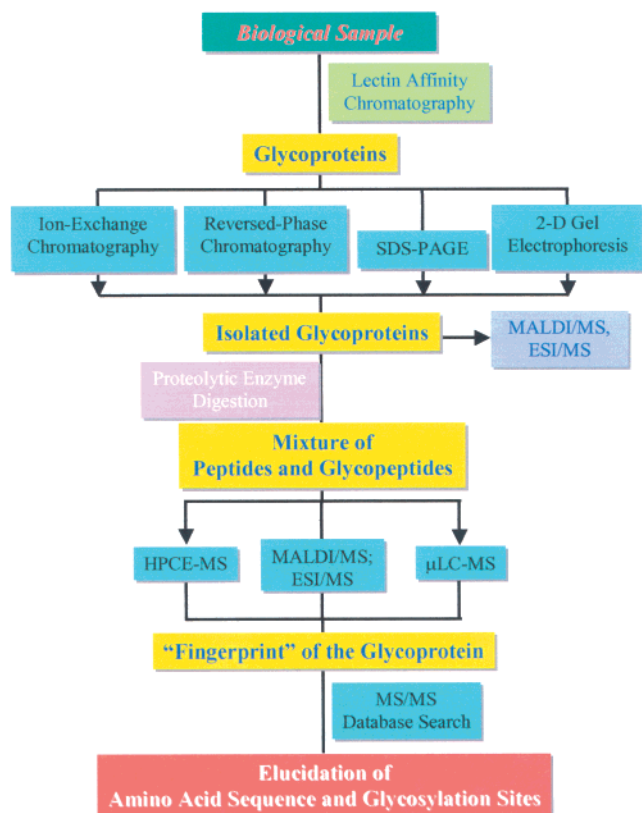 Biological Sample
Lectin Affinity
Chromatography
Glycoproteins
Ion-Exchange
Chromatography
Reversed-Phase
Chromatography
SDS-PAGE
2-D Gel
Electrophoresis
Isolated Glycoproteins
MALDI/MS,
ESI/MS
Proteolytic Enzyme
Digestion
Mixture of
Peptides and Glycopeptides
HPCE-MS
MALDI/MS;
ESI/MS
μLC-MS
“Fingerprint” of the Glycoprotein
MS/MS
Database Search
Elucidation of
Amino Acid Sequence and Glycosylation Sites